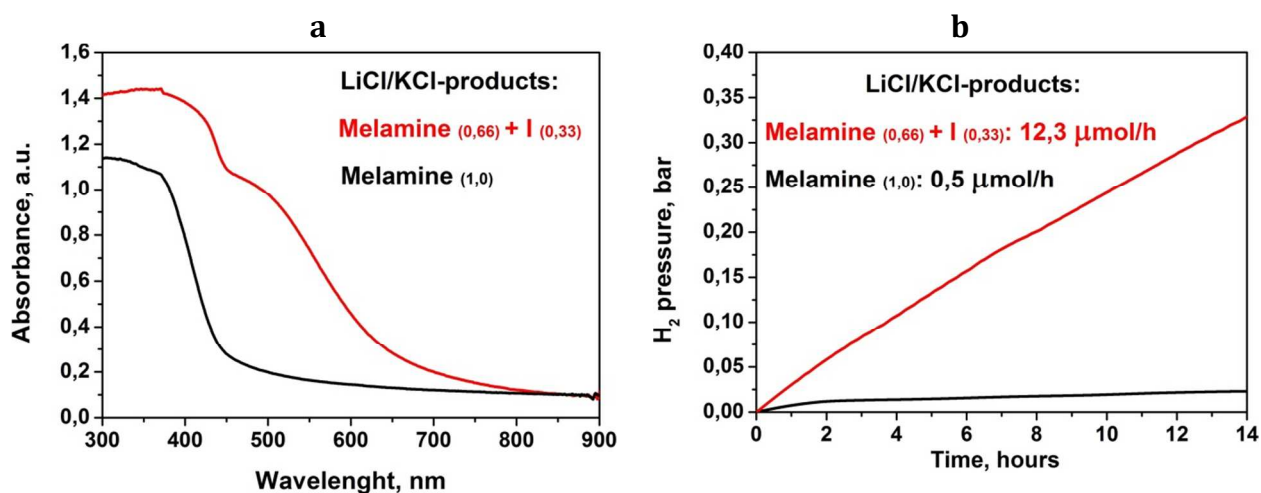 a
1,6
1,4
1,2
1,0
0,8
0,6
0,4
0,2
0,0
300 400 500 600 700 800 900
Absorbance, a.u.
Wavelenght, nm
LiCl/KCl-products:
Melamine (0,66) + I (0,33)
Melamine (1,0)
b
0,40
0,35
0,30
0,25
0,20
0,15
0,10
0,05
0,00
0 2 4 6 8 10 12 14
H2 pressure, bar
Time, hours
LiCl/KCl-products:
Melamine (0,66) + I (0,33): 12,3 µmol/h
Melamine (1,0): 0,5 µmol/h